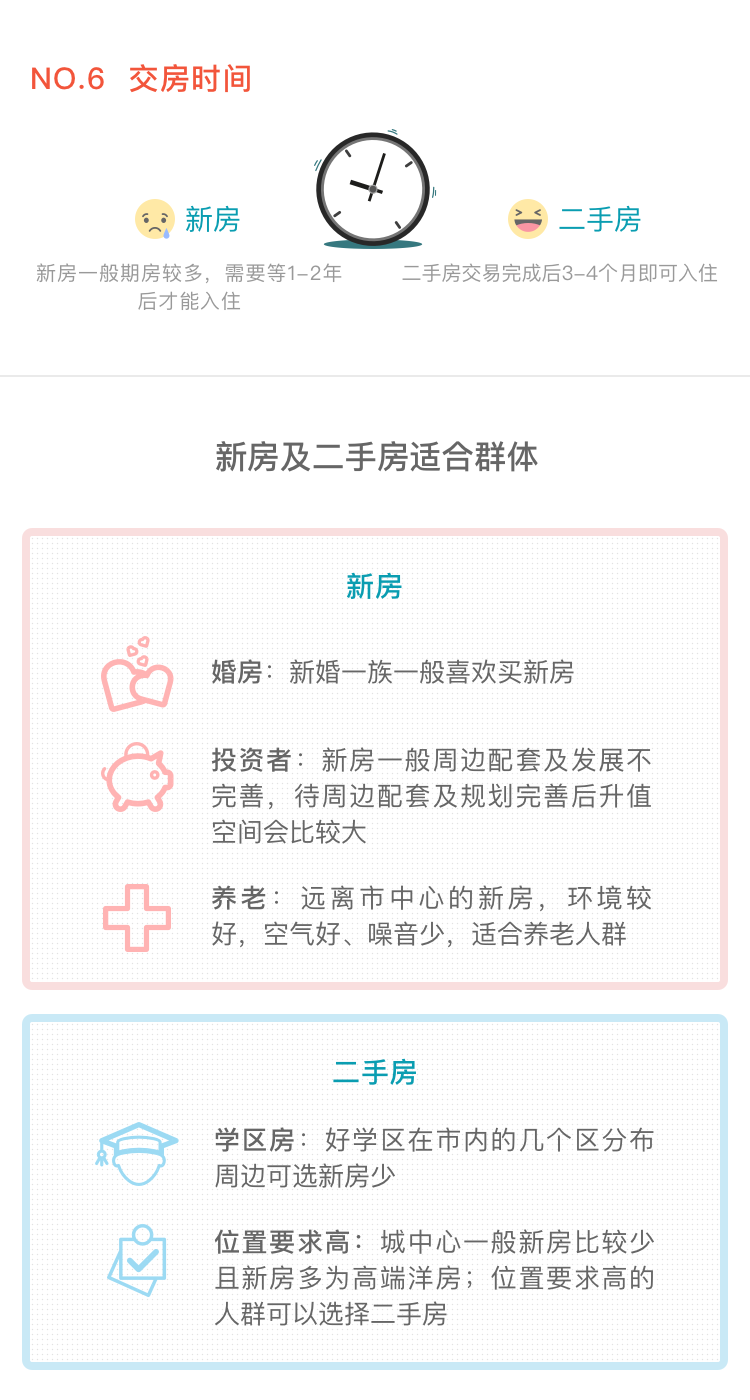 NO.6 交房时间
新房
二手房
新房一般期房较多，需要等1-2年
后才能入住
二手房交易完成后3-4个月即可入住
新房及二手房适合群体
新房
婚房：新婚一族一般喜欢买新房
投资者：新房一般周边配套及发展不
完善，待周边配套及规划完善后升值
空间会比较大
养老：远离市中心的新房，环境较
好，空气好、噪音少，适合养老人群
二手房
学区房：好学区在市内的几个区分布
周边可选新房少
位置要求高：城中心一般新房比较少
且新房多为高端洋房；位置要求高的
人群可以选择二手房